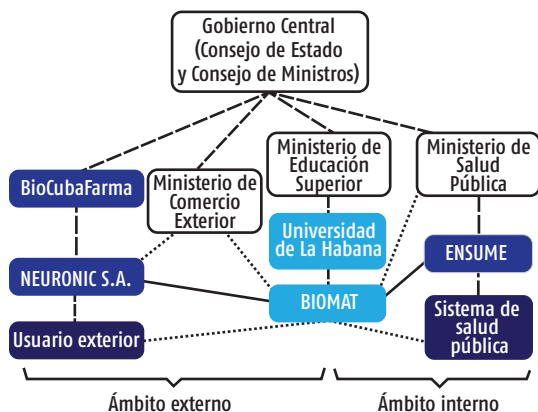 Gobierno Central
(Consejo de Estado
y Consejo de Ministros)
BioCubaFarma
Ministerio de
Comercio
Exterior
Ministerio de
Educación
Superior
Ministerio de
Salud
Pública
Universidad
de La Habana
NEURONIC S.A.
BIOMAT
ENSUME
Usuario exterior
Sistema de
salud
pública
Ámbito externo
Ámbito interno